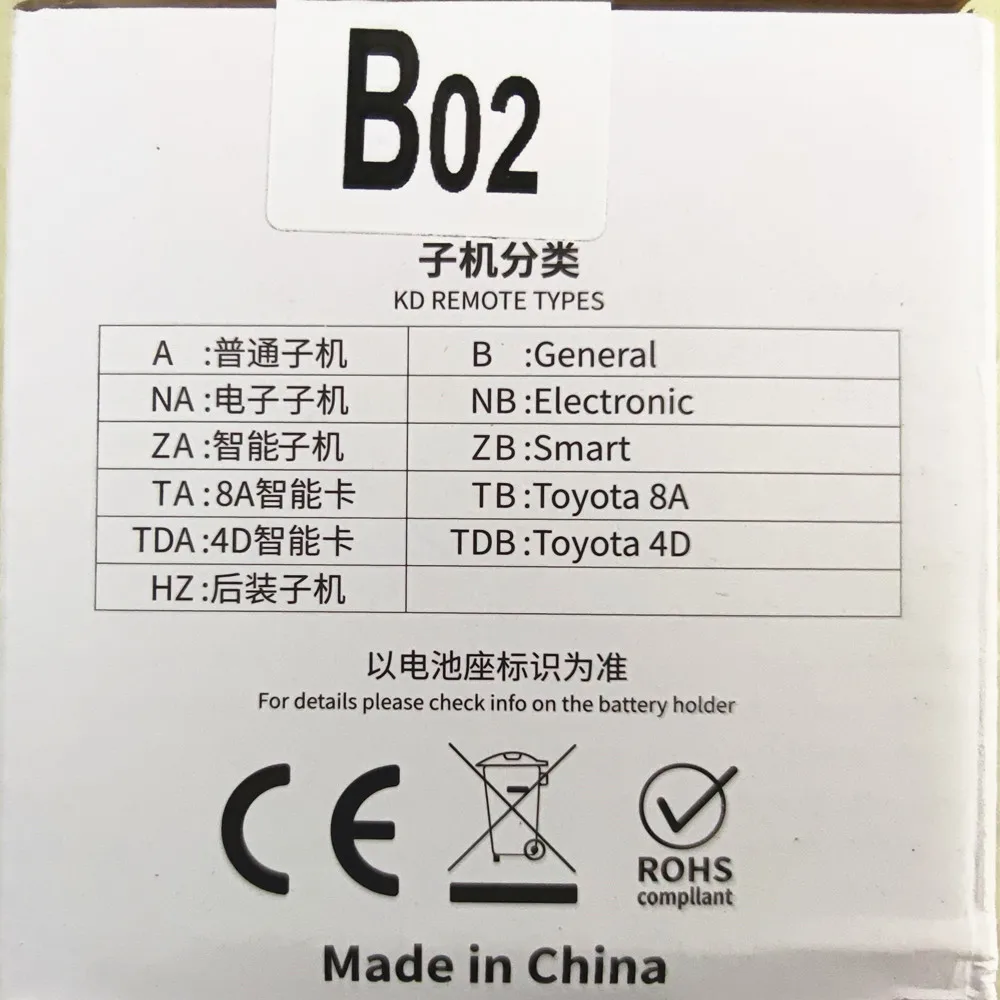 B02
子机分类
KD REMOTE TYPES
A :普通子机 B :General
NA:电子子机 NB:Electronic
ZA:智能子机 ZB:Smart
TA:8A智能卡 TB:Toyota 8A
TDA:4D智能卡 TDB:Toyota 4D
HZ:后装子机
以电池座标识为准
For details please check info on the battery holder
CE
ROHS
compllant
Made in China